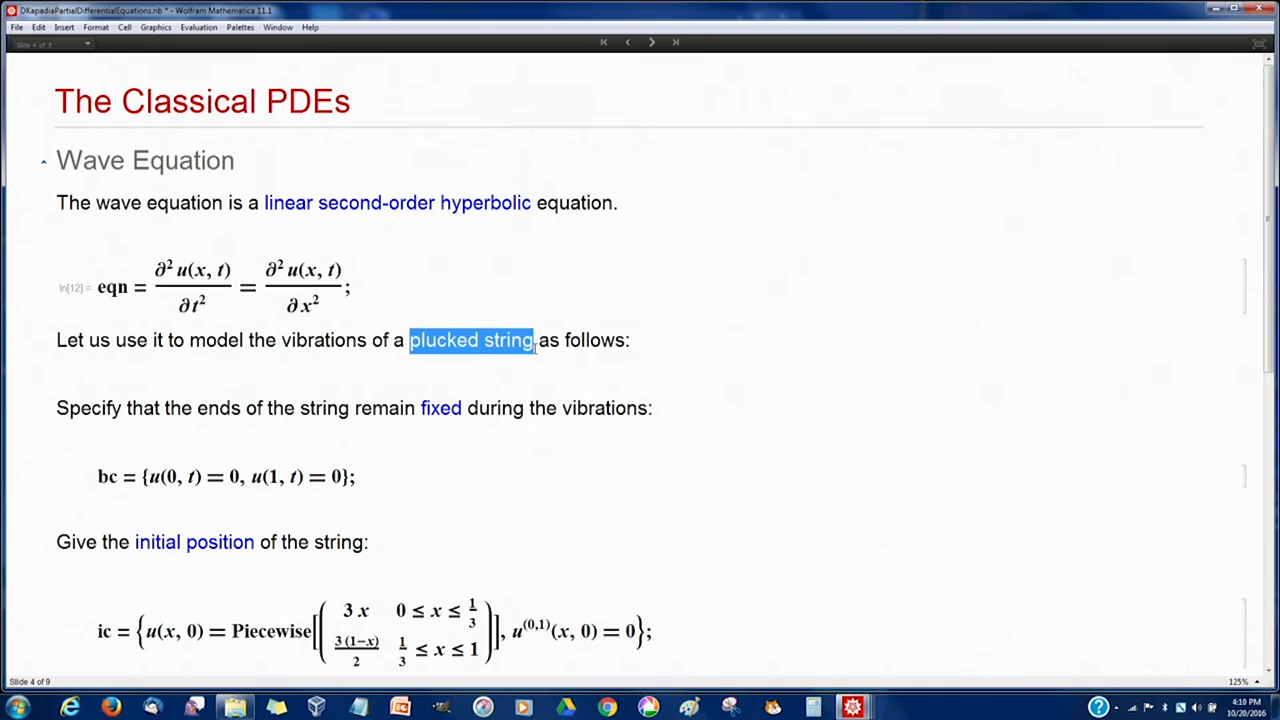 DKapadiaPartialDifferentialEquations.nb * - Wolfram Mathematica 11.1
File Edit Insert Format Cell Graphics Evaluation Palettes Window Help
Slide 4 of 9
The Classical PDEs
Wave Equation
The wave equation is a linear second-order hyperbolic equation.
In[12]:= eqn = ∂²u(x, t)/∂t² == ∂²u(x, t)/∂x²;
Let us use it to model the vibrations of a plucked string as follows:
Specify that the ends of the string remain fixed during the vibrations:
bc = {u(0, t) == 0, u(1, t) == 0};
Give the initial position of the string:
ic = {u(x, 0) == Piecewise[( 3 x 0 ≤ x ≤ 1/3
3 (1-x)/2 1/3 ≤ x ≤ 1 )], u^(0,1)(x, 0) == 0};
Slide 4 of 9
125%
4:10 PM
10/20/2016